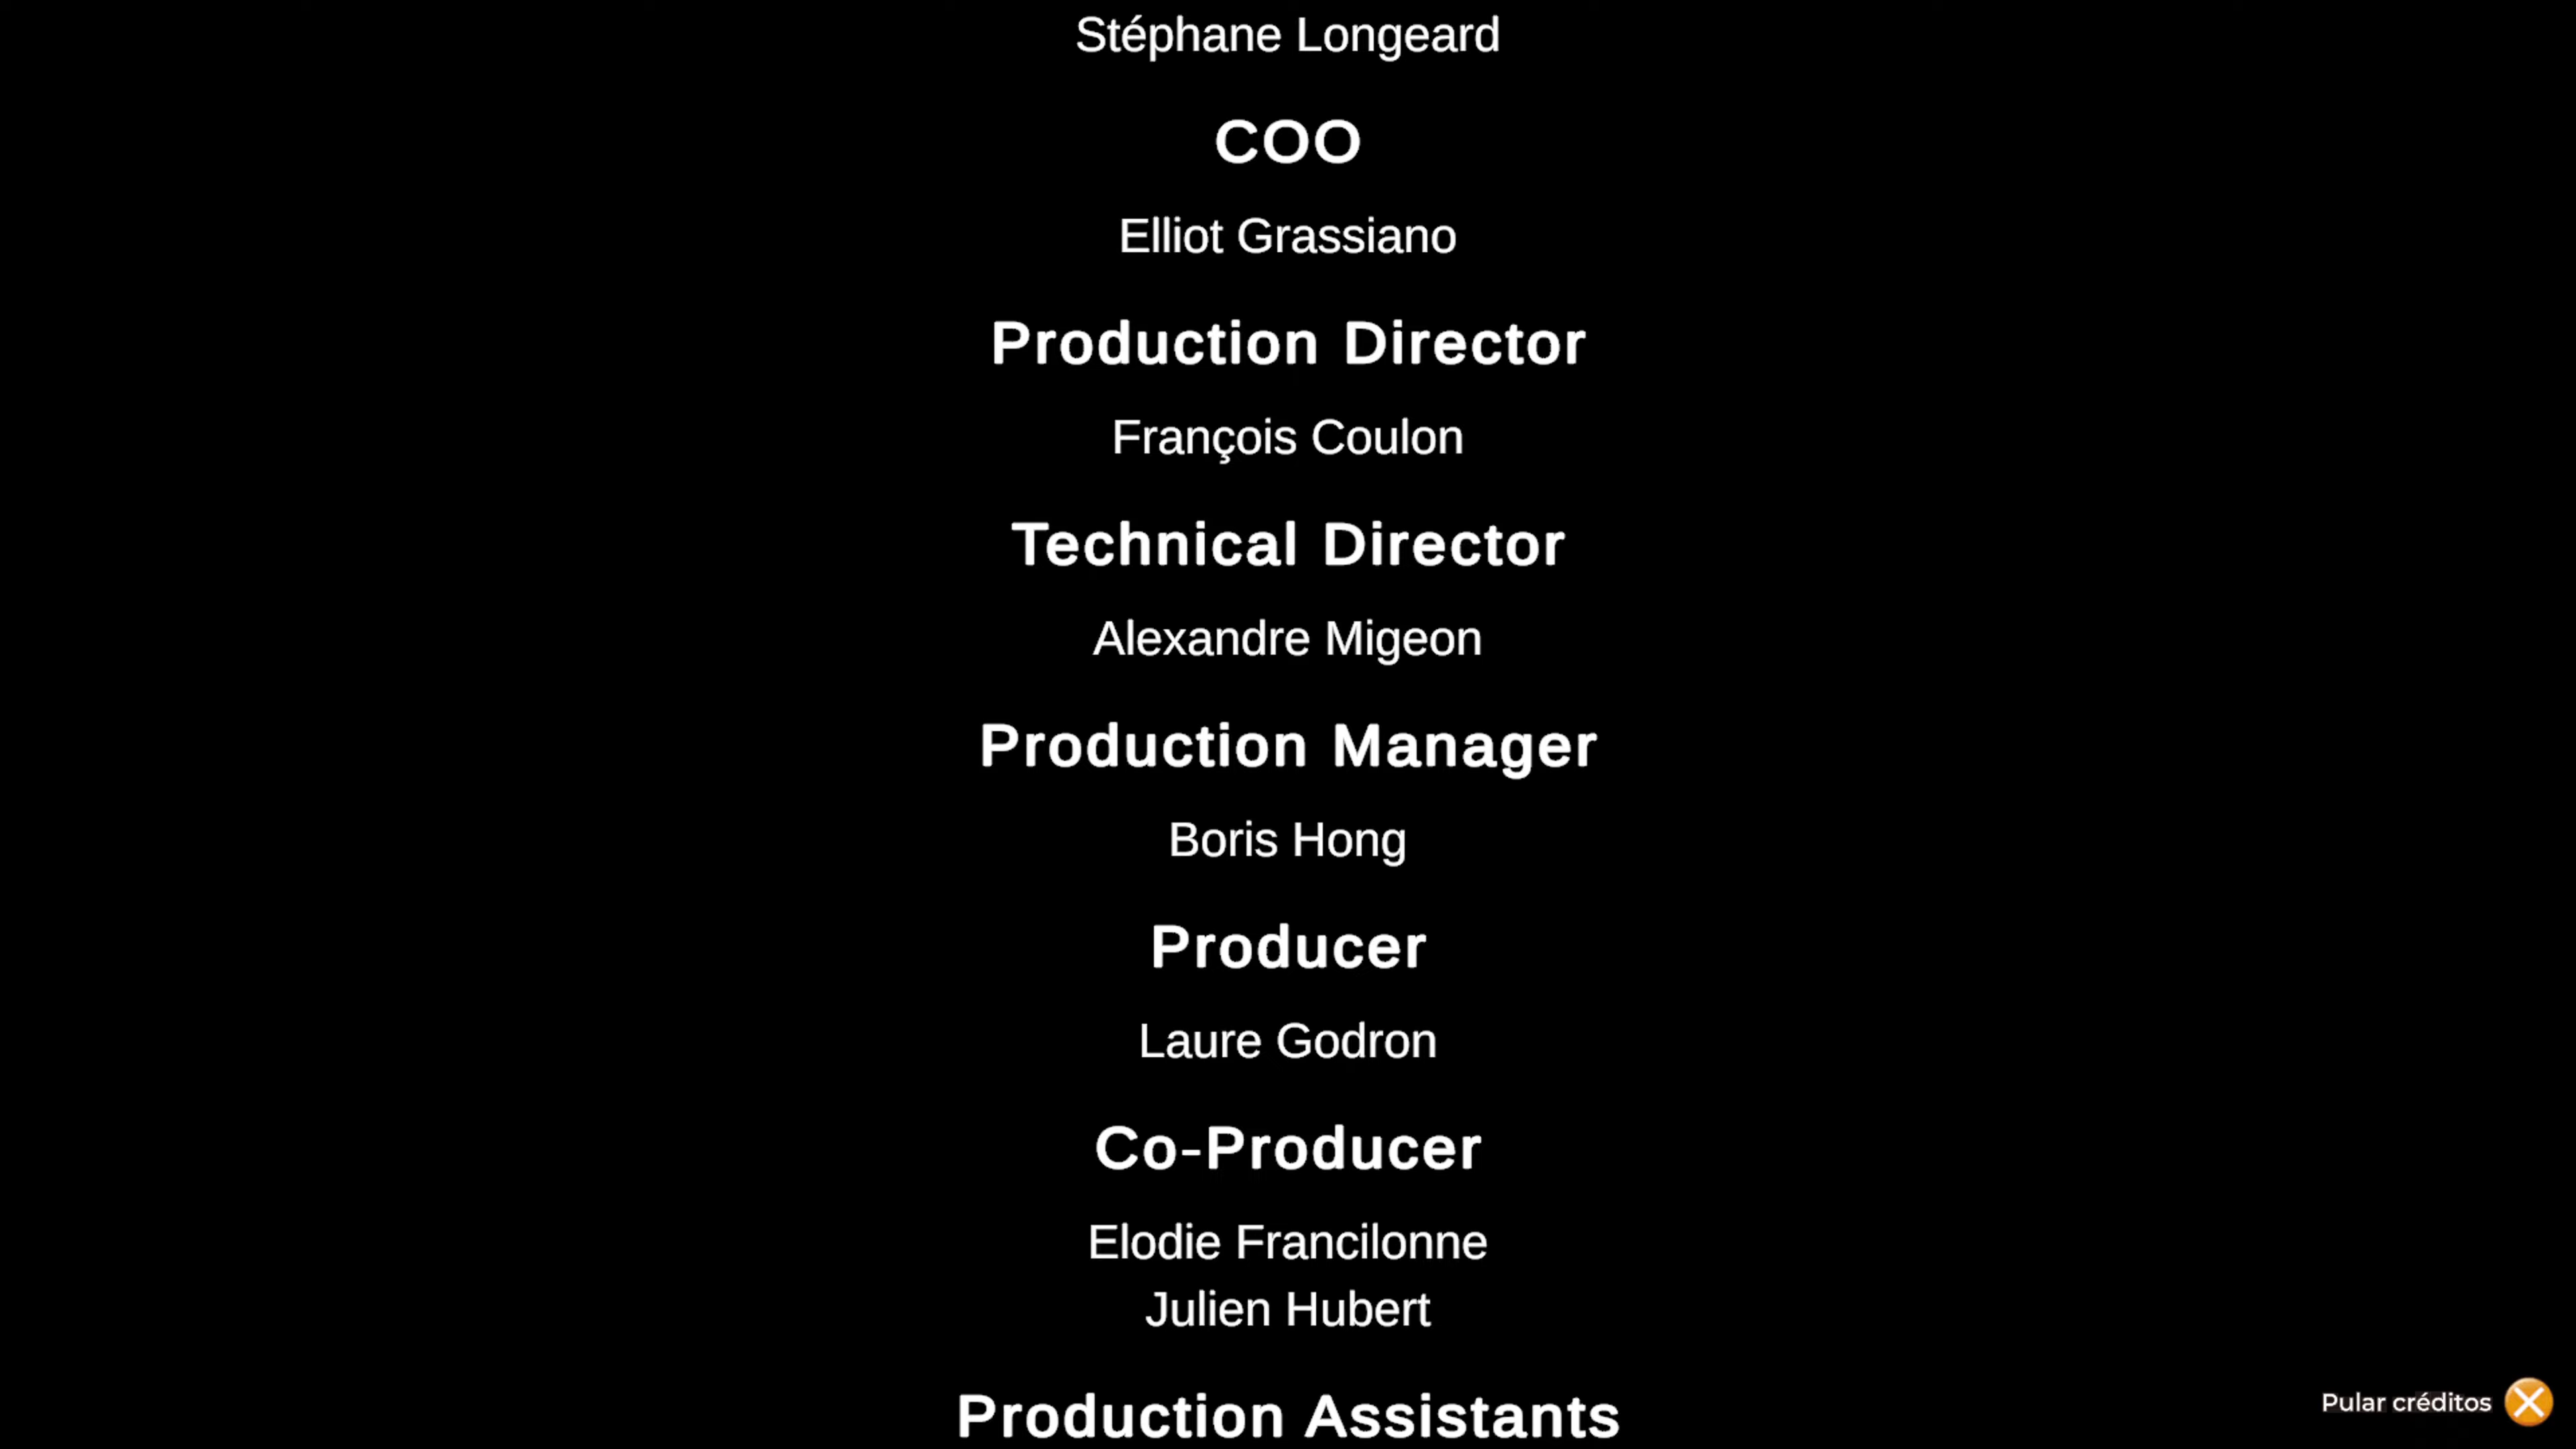 Stéphane Longeard
COO
Elliot Grassiano
Production Director
François Coulon
Technical Director
Alexandre Migeon
Production Manager
Boris Hong
Producer
Laure Godron
Co-Producer
Elodie Francilonne
Julien Hubert
Production Assistants
Pular créditos